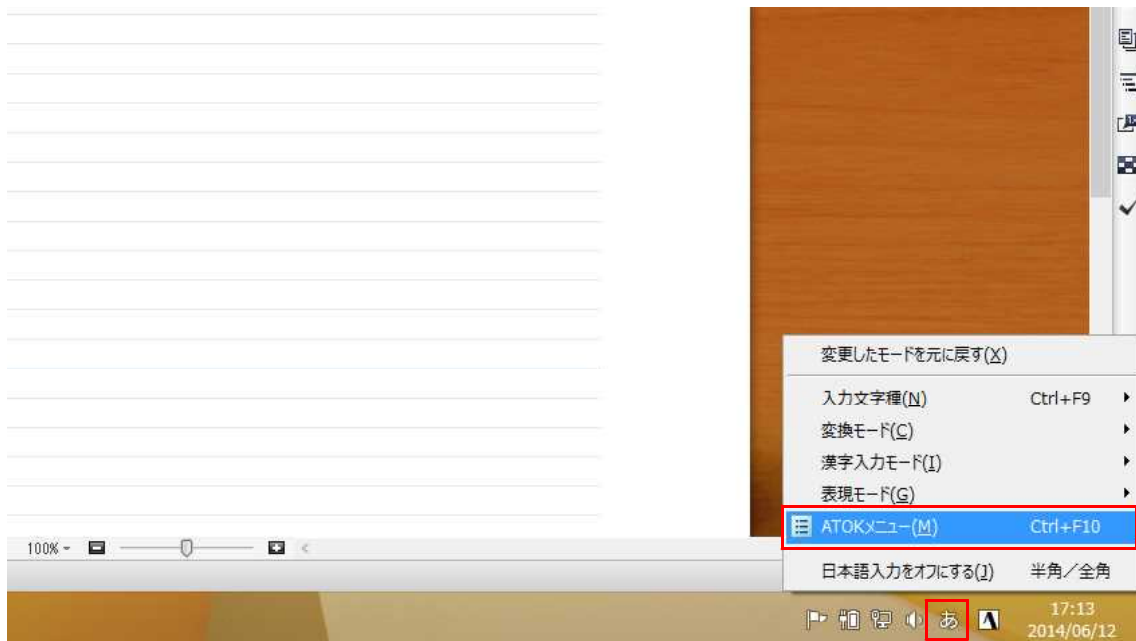 変更したモードを元に戻す(X)
入力文字種(N) Ctrl+F9
変換モード(C)
漢字入力モード(I)
表現モード(G)
ATOKメニュー(M) Ctrl+F10
100%
日本語入力をオフにする(J) 半角／全角
あ 17:13
2014/06/12